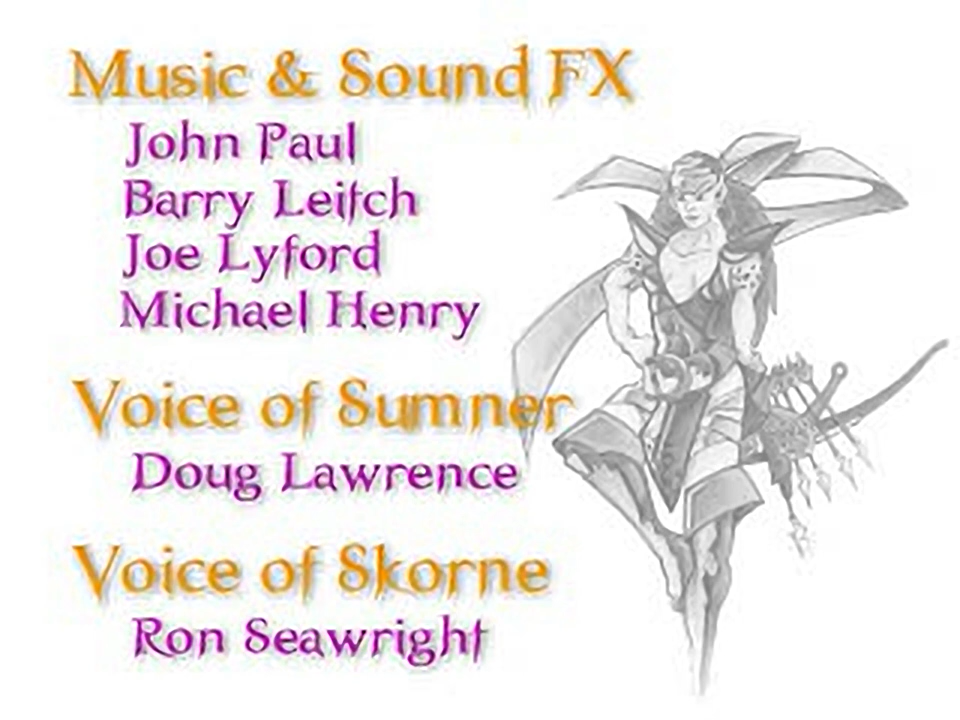 Music & Sound FX
John Paul
Barry Leitch
Joe Lyford
Michael Henry
Voice of Sumner
Doug Lawrence
Voice of Skorne
Ron Seawright